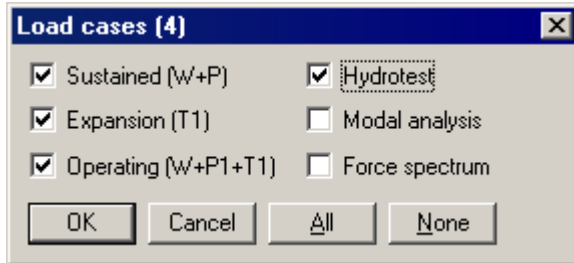 Load cases (4)
Sustained (W+P)
Hydrotest
Expansion (T1)
Modal analysis
Operating (W+P1+T1)
Force spectrum
OK
Cancel
All
None